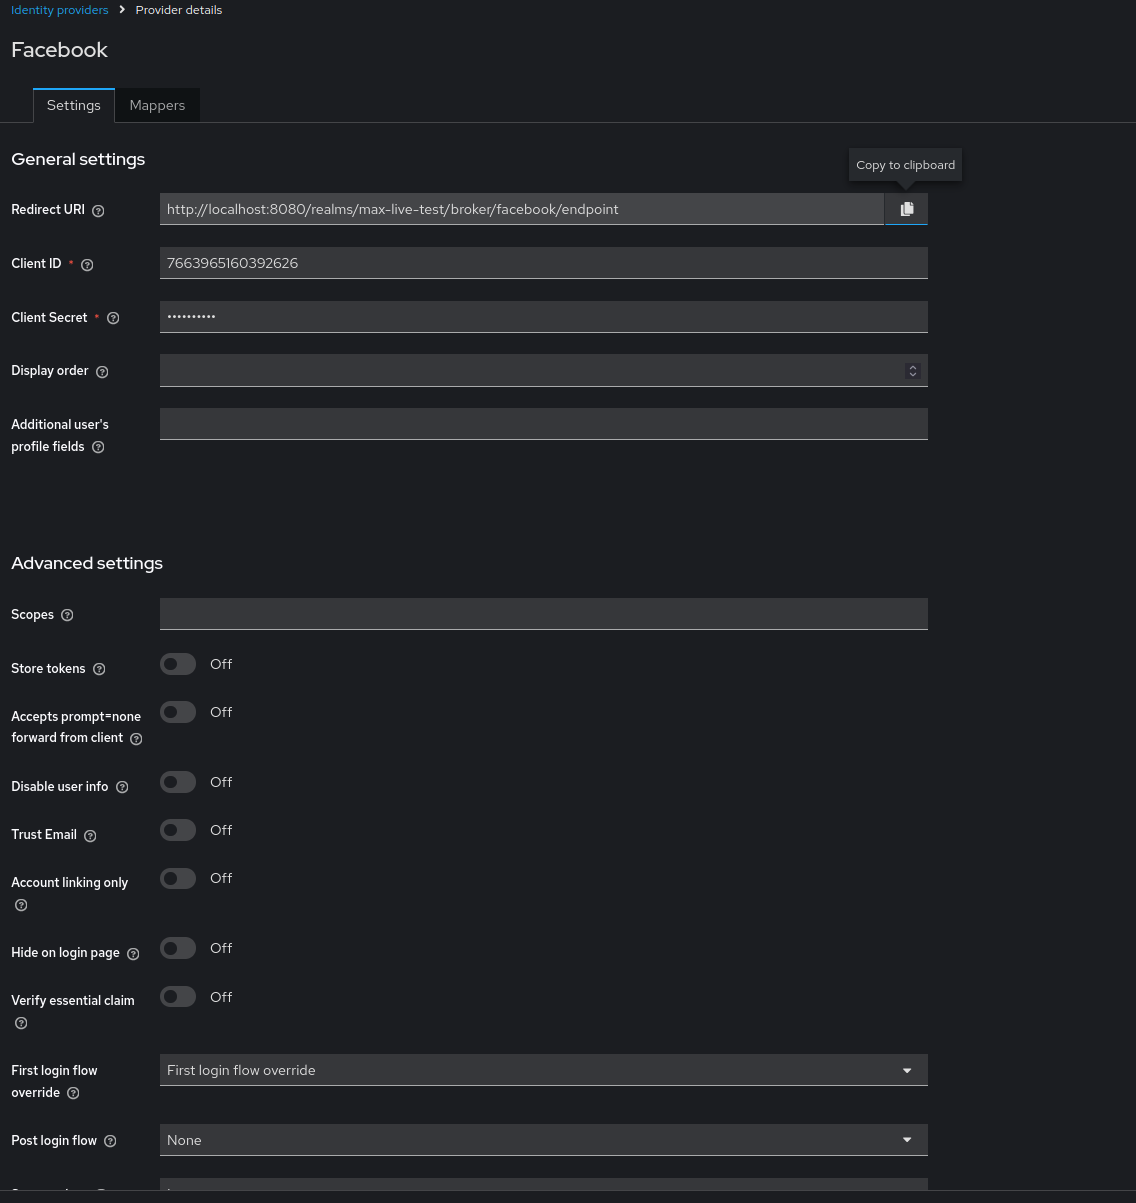 Identity providers > Provider details
Facebook
Settings Mappers
General settings
Copy to clipboard
Redirect URI http://localhost:8080/realms/max-live-test/broker/facebook/endpoint
Client ID * 7663965160392626
Client Secret * ••••••••••
Display order
Additional user's
profile fields
Advanced settings
Scopes
Store tokens Off
Accepts prompt=none Off
forward from client
Disable user info Off
Trust Email Off
Account linking only Off
Hide on login page Off
Verify essential claim Off
First login flow First login flow override
override
Post login flow None